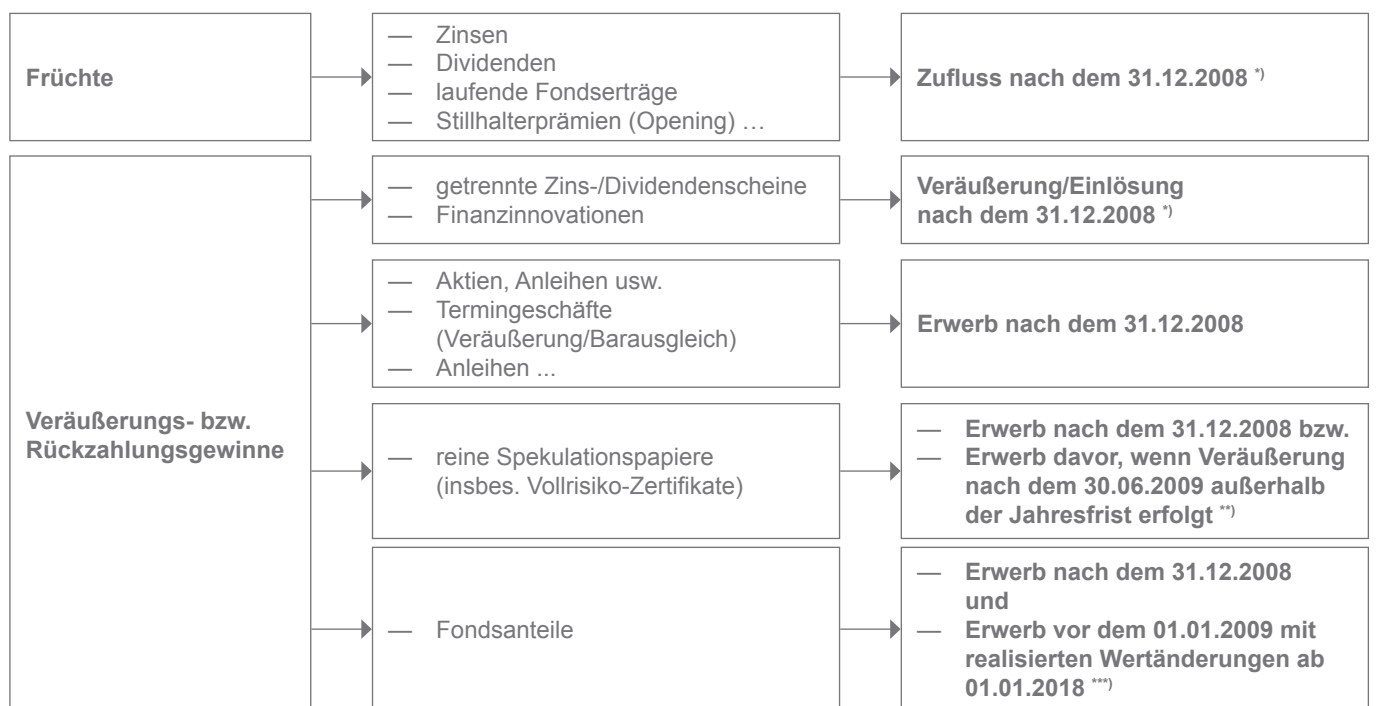 Früchte
— Zinsen
— Dividenden
— laufende Fondserträge
— Stillhalterprämien (Opening) …
Zufluss nach dem 31.12.2008 *)
Veräußerungs- bzw.
Rückzahlungsgewinne
— getrennte Zins-/Dividendenscheine
— Finanzinnovationen
Veräußerung/Einlösung
nach dem 31.12.2008 *)
— Aktien, Anleihen usw.
— Termingeschäfte
(Veräußerung/Barausgleich)
— Anleihen ...
Erwerb nach dem 31.12.2008
— reine Spekulationspapiere
(insbes. Vollrisiko-Zertifikate)
— Erwerb nach dem 31.12.2008 bzw.
— Erwerb davor, wenn Veräußerung
nach dem 30.06.2009 außerhalb
der Jahresfrist erfolgt **)
— Fondsanteile
— Erwerb nach dem 31.12.2008
und
— Erwerb vor dem 01.01.2009 mit
realisierten Wertänderungen ab
01.01.2018 ***)